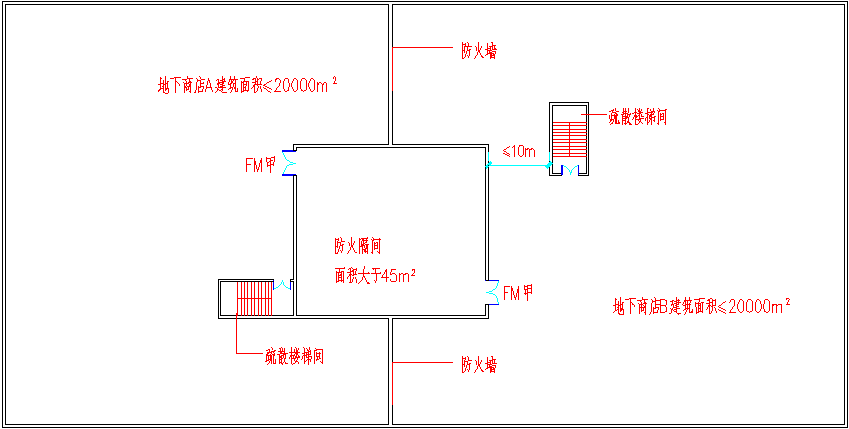 防火墙
地下商店A建筑面积≤20000m²
疏散楼梯间
≤10m
FM甲
防火隔间
面积大于45m²
FM甲
地下商店B建筑面积≤20000m²
疏散楼梯间
防火墙